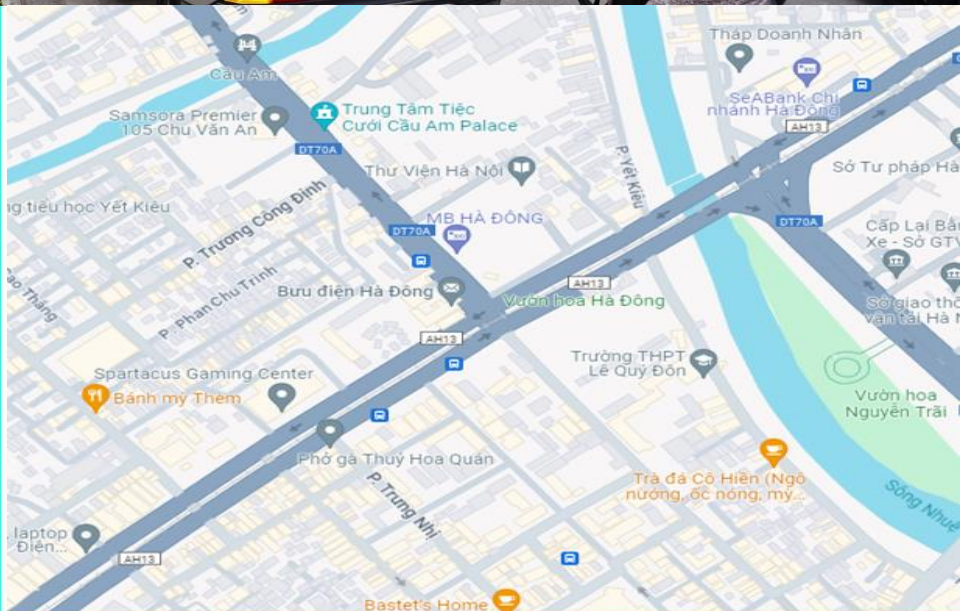 Cầu Am
Tháp Doanh Nhân
SeABank Chi
nhánh Hà Đông
AH13
Samsora Premier
105 Chu Văn An
Trung Tâm Tiệc
Cưới Cầu Am Palace
DT70A
Thư Viện Hà Nội
P. Yết Kiêu
Sở Tư pháp Hà
ng tiểu học Yết Kiêu
P. Trương Công Định
MB HÀ ĐÔNG
DT70A
DT70A
Cấp Lại Bằ
Xe - Sở GTV
ao Thắng
P. Phan Chu Trinh
Bưu điện Hà Đông
AH13
Vườn hoa Hà Đông
Sở giao thô
vận tải Hà N
AH13
Trường THPT
Lê Quý Đôn
Spartacus Gaming Center
Bánh mỳ Thêm
Vườn hoa
Nguyễn Trãi
Phở gà Thuý Hoa Quán
P. Trưng Nhị
Trà đá Cô Hiền (Ngô
nướng, ốc nóng, mỳ...
Sông Nhuệ
laptop
Điện...
AH13
Bastet's Home